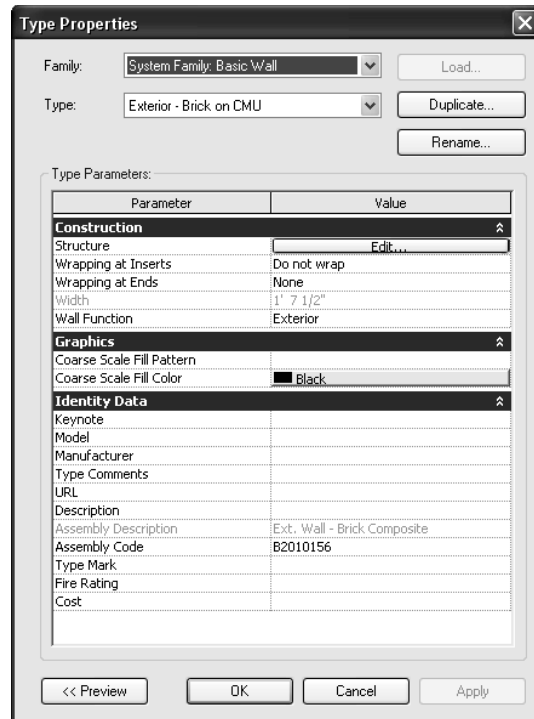 Type Properties
Family: System Family: Basic Wall Load...
Type: Exterior - Brick on CMU Duplicate...
Rename...
Type Parameters:
Parameter Value
Construction
Structure Edit...
Wrapping at Inserts Do not wrap
Wrapping at Ends None
Width 1' 7 1/2"
Wall Function Exterior
Graphics
Coarse Scale Fill Pattern
Coarse Scale Fill Color Black
Identity Data
Keynote
Model
Manufacturer
Type Comments
URL
Description
Assembly Description Ext. Wall - Brick Composite
Assembly Code B2010156
Type Mark
Fire Rating
Cost
<< Preview OK Cancel Apply